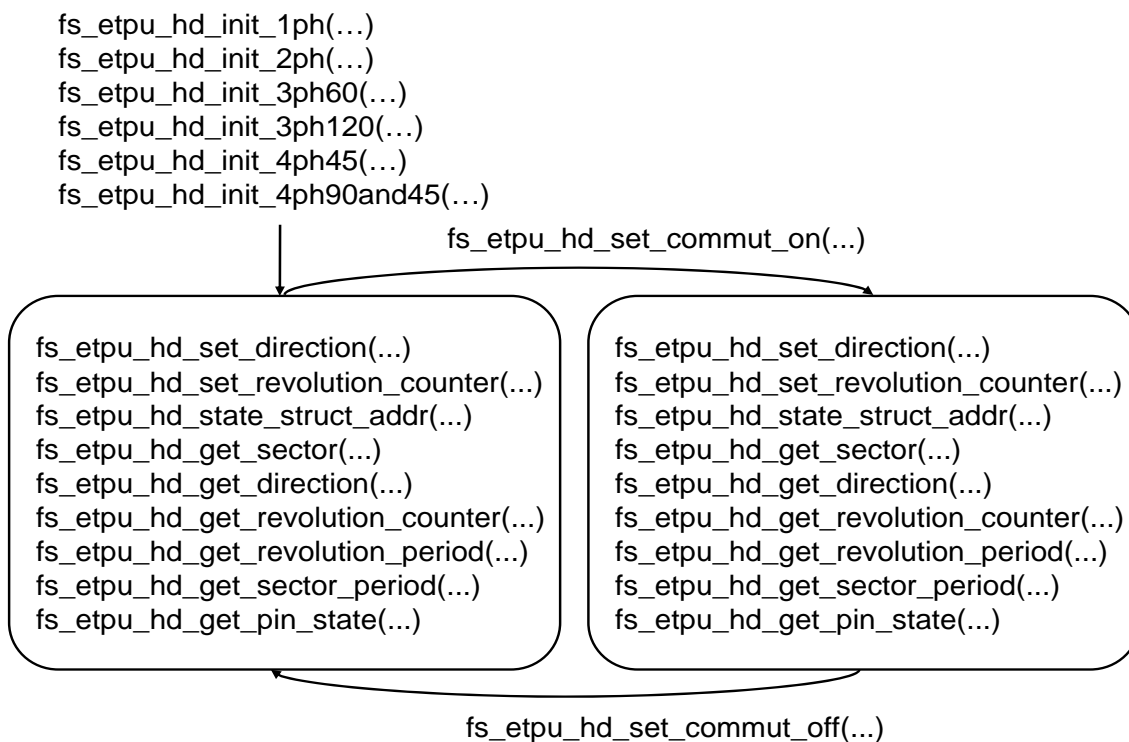 fs_etpu_hd_init_1ph(…)
fs_etpu_hd_init_2ph(…)
fs_etpu_hd_init_3ph60(…)
fs_etpu_hd_init_3ph120(…)
fs_etpu_hd_init_4ph45(…)
fs_etpu_hd_init_4ph90and45(…)
fs_etpu_hd_set_commut_on(...)
fs_etpu_hd_set_direction(...)
fs_etpu_hd_set_revolution_counter(...)
fs_etpu_hd_state_struct_addr(...)
fs_etpu_hd_get_sector(...)
fs_etpu_hd_get_direction(...)
fs_etpu_hd_get_revolution_counter(...)
fs_etpu_hd_get_revolution_period(...)
fs_etpu_hd_get_sector_period(...)
fs_etpu_hd_get_pin_state(...)
fs_etpu_hd_set_direction(...)
fs_etpu_hd_set_revolution_counter(...)
fs_etpu_hd_state_struct_addr(...)
fs_etpu_hd_get_sector(...)
fs_etpu_hd_get_direction(...)
fs_etpu_hd_get_revolution_counter(...)
fs_etpu_hd_get_revolution_period(...)
fs_etpu_hd_get_sector_period(...)
fs_etpu_hd_get_pin_state(...)
fs_etpu_hd_set_commut_off(...)